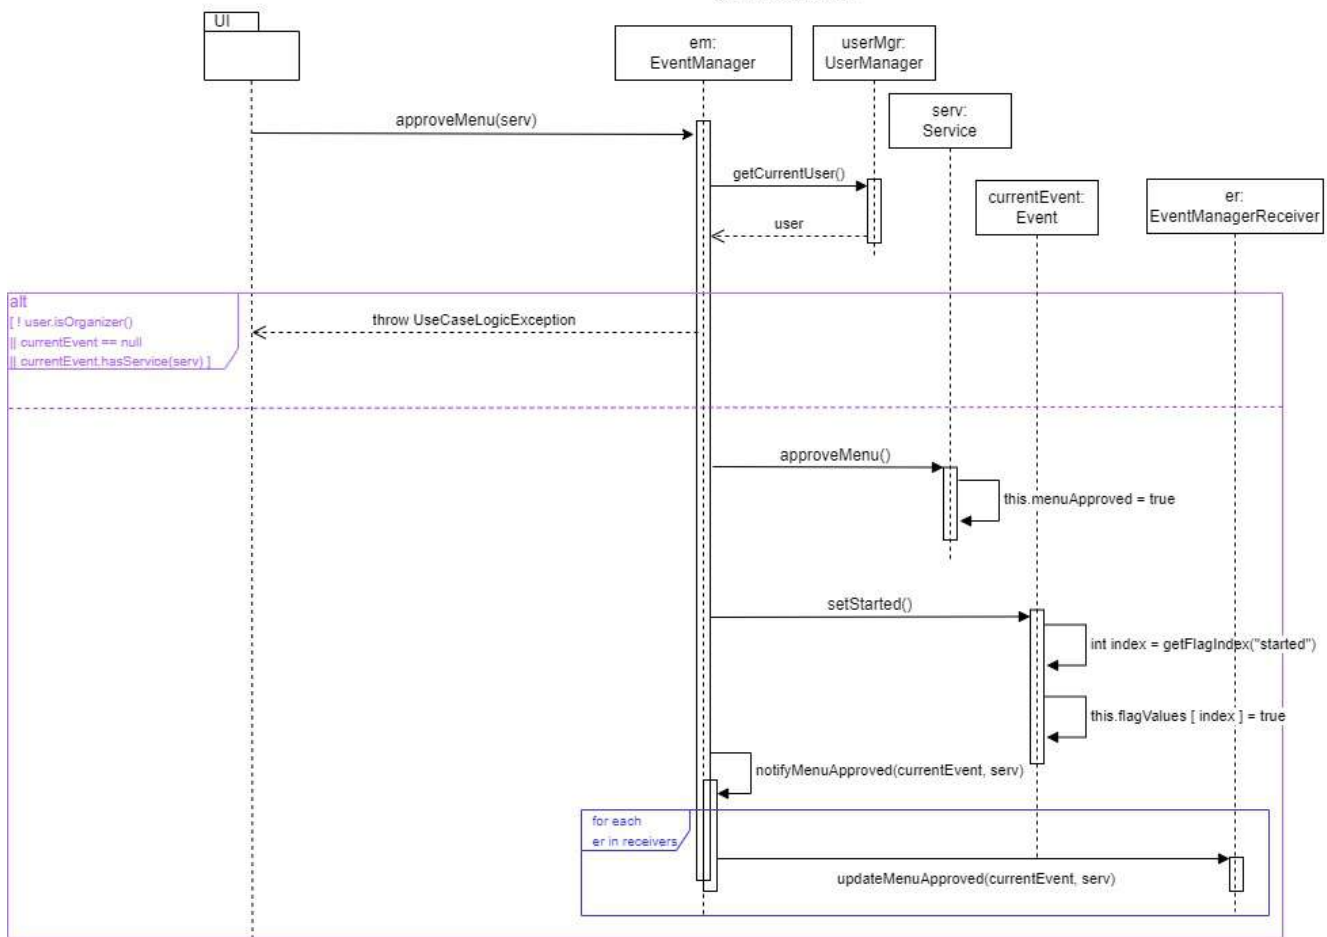 UI
em:
EventManager
userMgr:
UserManager
serv:
Service
approveMenu(serv)
getCurrentUser()
currentEvent:
Event
er:
EventManagerReceiver
user
alt
[ ! user.isOrganizer()
|| currentEvent == null
|| currentEvent.hasService(serv) ]
throw UseCaseLogicException
approveMenu()
this.menuApproved = true
setStarted()
int index = getFlagIndex("started")
this.flagValues [ index ] = true
notifyMenuApproved(currentEvent, serv)
for each
er in receivers
updateMenuApproved(currentEvent, serv)